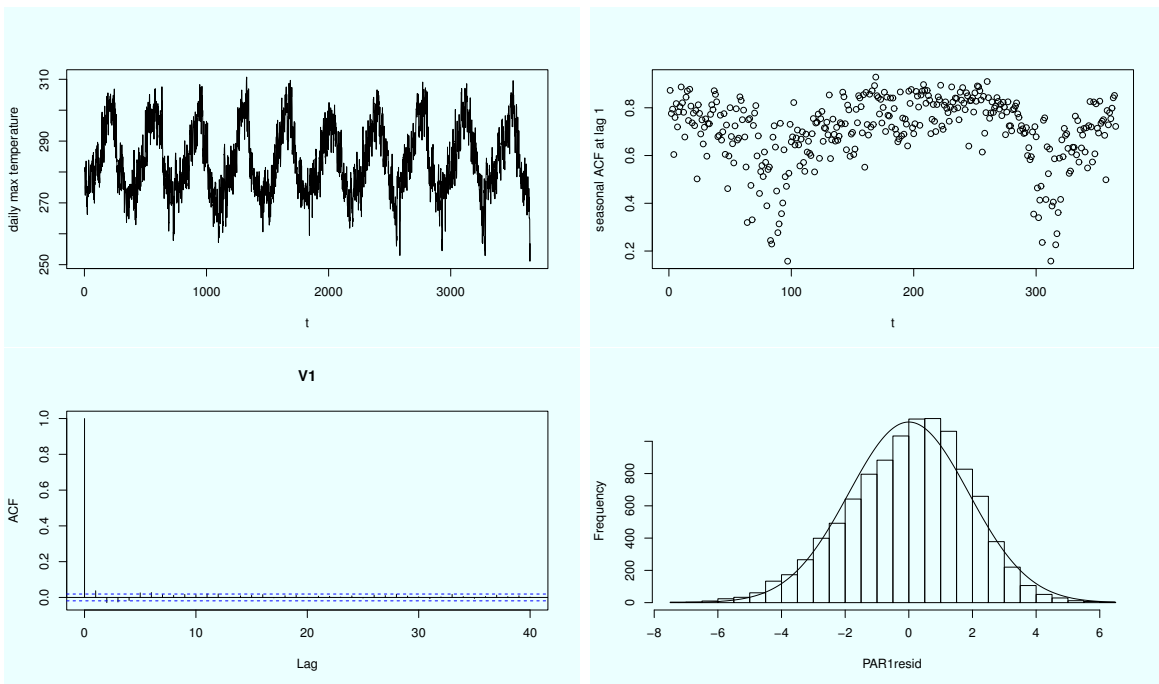 310
290
270
250
daily max temperature
0 1000 2000 3000
t
0.8
0.6
0.4
0.2
seasonal ACF at lag 1
0 100 200 300
t
V1
1.0
0.8
0.6
0.4
0.2
0.0
ACF
0 10 20 30 40
Lag
800
600
400
200
0
Frequency
−8 −6 −4 −2 0 2 4 6
PAR1resid